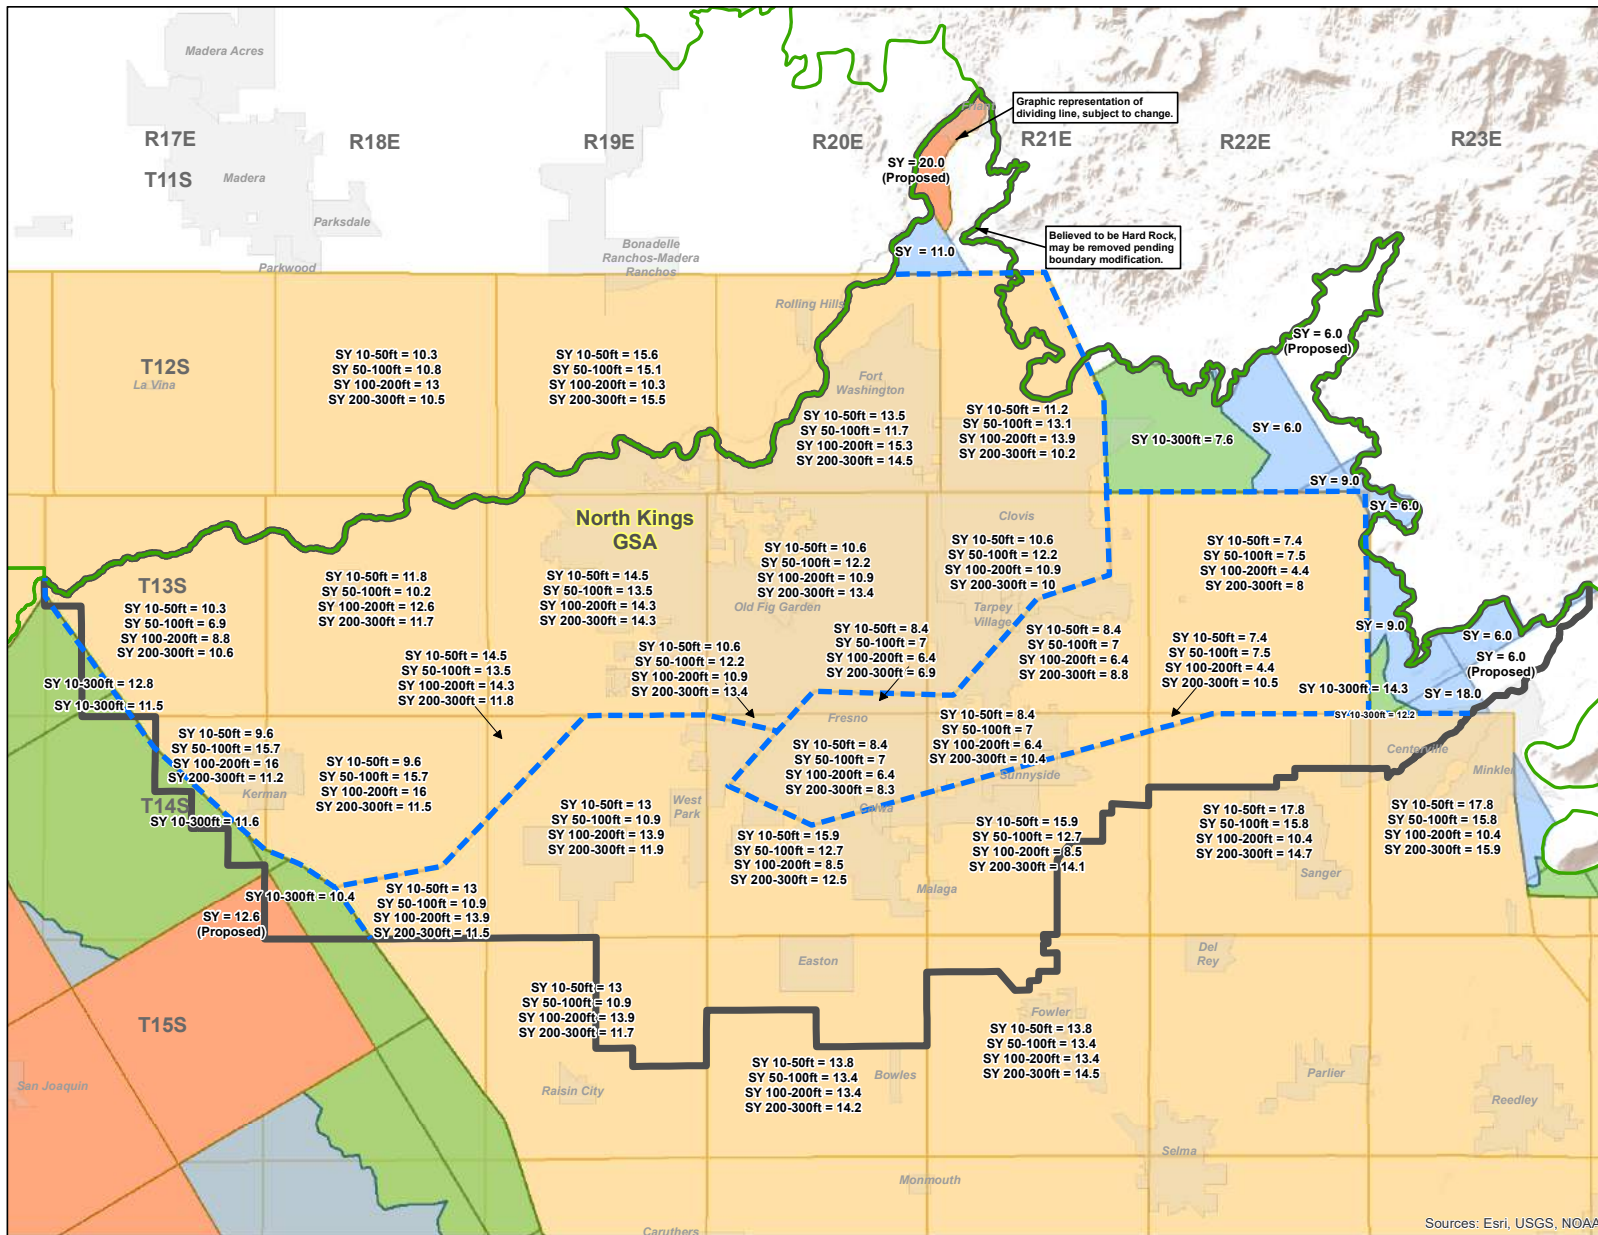 Madera Acres
Friant
Graphic representation of
dividing line, subject to change.
R17E
R18E
R19E
R20E
R21E
R22E
R23E
T11S
Madera
SY = 20.0
(Proposed)
Parksdale
Parkwood
Bonadelle
Ranchos-Madera
Ranchos
SY = 11.0
Believed to be Hard Rock,
may be removed pending
boundary modification.
Rolling Hills
SY = 6.0
(Proposed)
T12S
La Vina
SY 10-50ft = 10.3
SY 50-100ft = 10.8
SY 100-200ft = 13
SY 200-300ft = 10.5
SY 10-50ft = 15.6
SY 50-100ft = 15.1
SY 100-200ft = 10.3
SY 200-300ft = 15.5
Fort
Washington
SY 10-50ft = 13.5
SY 50-100ft = 11.7
SY 100-200ft = 15.3
SY 200-300ft = 14.5
SY 10-50ft = 11.2
SY 50-100ft = 13.1
SY 100-200ft = 13.9
SY 200-300ft = 10.2
SY 10-300ft = 7.6
SY = 6.0
SY = 9.0
SY = 6.0
North Kings
GSA
Clovis
T13S
SY 10-50ft = 10.3
SY 50-100ft = 6.9
SY 100-200ft = 8.8
SY 200-300ft = 10.6
SY 10-50ft = 11.8
SY 50-100ft = 10.2
SY 100-200ft = 12.6
SY 200-300ft = 11.7
SY 10-50ft = 14.5
SY 50-100ft = 13.5
SY 100-200ft = 14.3
SY 200-300ft = 14.3
SY 10-50ft = 10.6
SY 50-100ft = 12.2
SY 100-200ft = 10.9
SY 200-300ft = 13.4
Old Fig Garden
SY 10-50ft = 10.6
SY 50-100ft = 12.2
SY 100-200ft = 10.9
SY 200-300ft = 10
Tarpey
Village
SY 10-50ft = 7.4
SY 50-100ft = 7.5
SY 100-200ft = 4.4
SY 200-300ft = 8
SY = 9.0
SY = 6.0
SY = 6.0
(Proposed)
SY = 18.0
SY 10-300ft = 12.8
SY 10-300ft = 11.5
SY 10-50ft = 14.5
SY 50-100ft = 13.5
SY 100-200ft = 14.3
SY 200-300ft = 11.8
SY 10-50ft = 10.6
SY 50-100ft = 12.2
SY 100-200ft = 10.9
SY 200-300ft = 13.4
SY 10-50ft = 8.4
SY 50-100ft = 7
SY 100-200ft = 6.4
SY 200-300ft = 6.9
SY 10-50ft = 8.4
SY 50-100ft = 7
SY 100-200ft = 6.4
SY 200-300ft = 8.8
SY 10-50ft = 7.4
SY 50-100ft = 7.5
SY 100-200ft = 4.4
SY 200-300ft = 10.5
SY 10-300ft = 14.3
SY 10-300ft = 12.2
SY 10-50ft = 9.6
SY 50-100ft = 15.7
SY 100-200ft = 16
SY 200-300ft = 11.2
Kerman
T14S
SY 10-300ft = 11.6
SY 10-50ft = 9.6
SY 50-100ft = 15.7
SY 100-200ft = 16
SY 200-300ft = 11.5
Fresno
SY 10-50ft = 8.4
SY 50-100ft = 7
SY 100-200ft = 6.4
SY 200-300ft = 8.3
Calwa
SY 10-50ft = 8.4
SY 50-100ft = 7
SY 100-200ft = 6.4
SY 200-300ft = 10.4
Sunnyside
Centerville
Minkler
SY 10-50ft = 13
SY 50-100ft = 10.9
SY 100-200ft = 13.9
SY 200-300ft = 11.9
West
Park
SY 10-50ft = 15.9
SY 50-100ft = 12.7
SY 100-200ft = 8.5
SY 200-300ft = 12.5
Malaga
SY 10-50ft = 15.9
SY 50-100ft = 12.7
SY 100-200ft = 8.5
SY 200-300ft = 14.1
SY 10-50ft = 17.8
SY 50-100ft = 15.8
SY 100-200ft = 10.4
SY 200-300ft = 14.7
Sanger
SY 10-50ft = 17.8
SY 50-100ft = 15.8
SY 100-200ft = 10.4
SY 200-300ft = 15.9
SY 10-300ft = 10.4
SY = 12.6
(Proposed)
SY 10-50ft = 13
SY 50-100ft = 10.9
SY 100-200ft = 13.9
SY 200-300ft = 11.5
Easton
Del
Rey
T15S
SY 10-50ft = 13
SY 50-100ft = 10.9
SY 100-200ft = 13.9
SY 200-300ft = 11.7
Fowler
SY 10-50ft = 13.8
SY 50-100ft = 13.4
SY 100-200ft = 13.4
SY 200-300ft = 14.5
SY 10-50ft = 13.8
SY 50-100ft = 13.4
SY 100-200ft = 13.4
SY 200-300ft = 14.2
Bowles
San Joaquin
Raisin City
Parlier
Reedley
Selma
Monmouth
Caruthers
Sources: Esri, USGS, NOAA